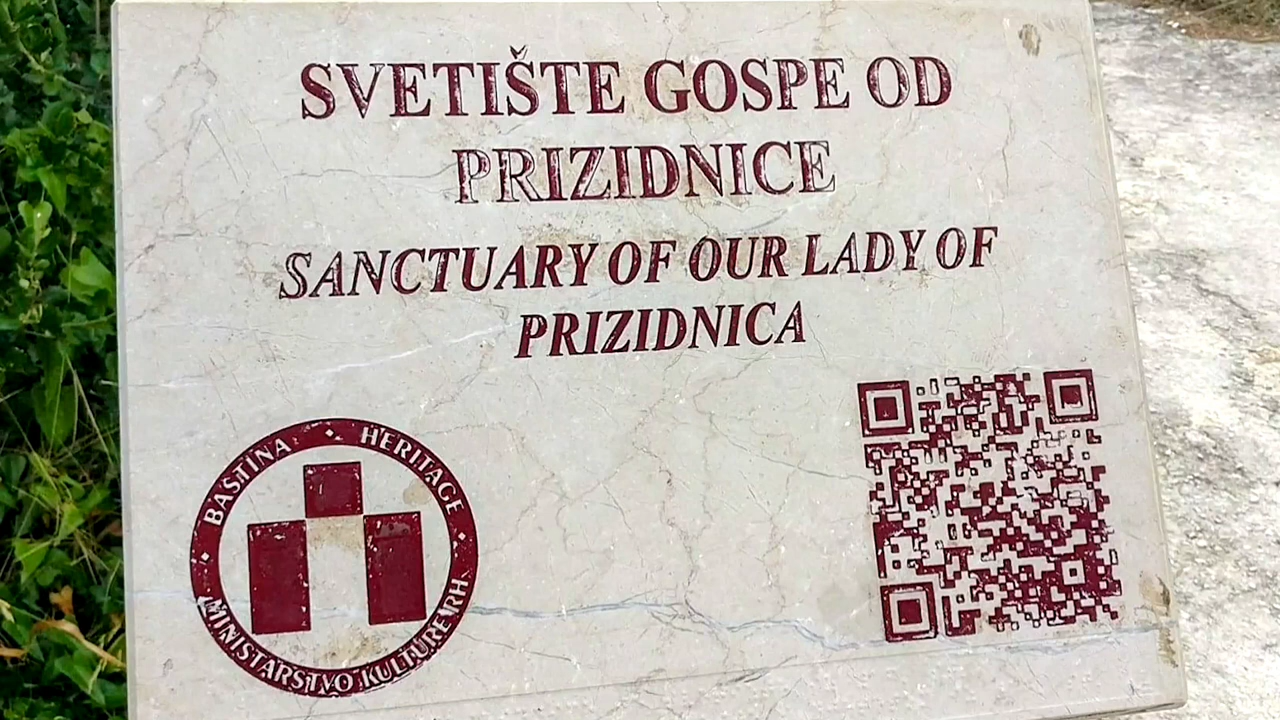 SVETIŠTE GOSPE OD
PRIZIDNICE
SANCTUARY OF OUR LADY OF
PRIZIDNICA
BAŠTINA • HERITAGE
MINISTARSTVO KULTURE RH